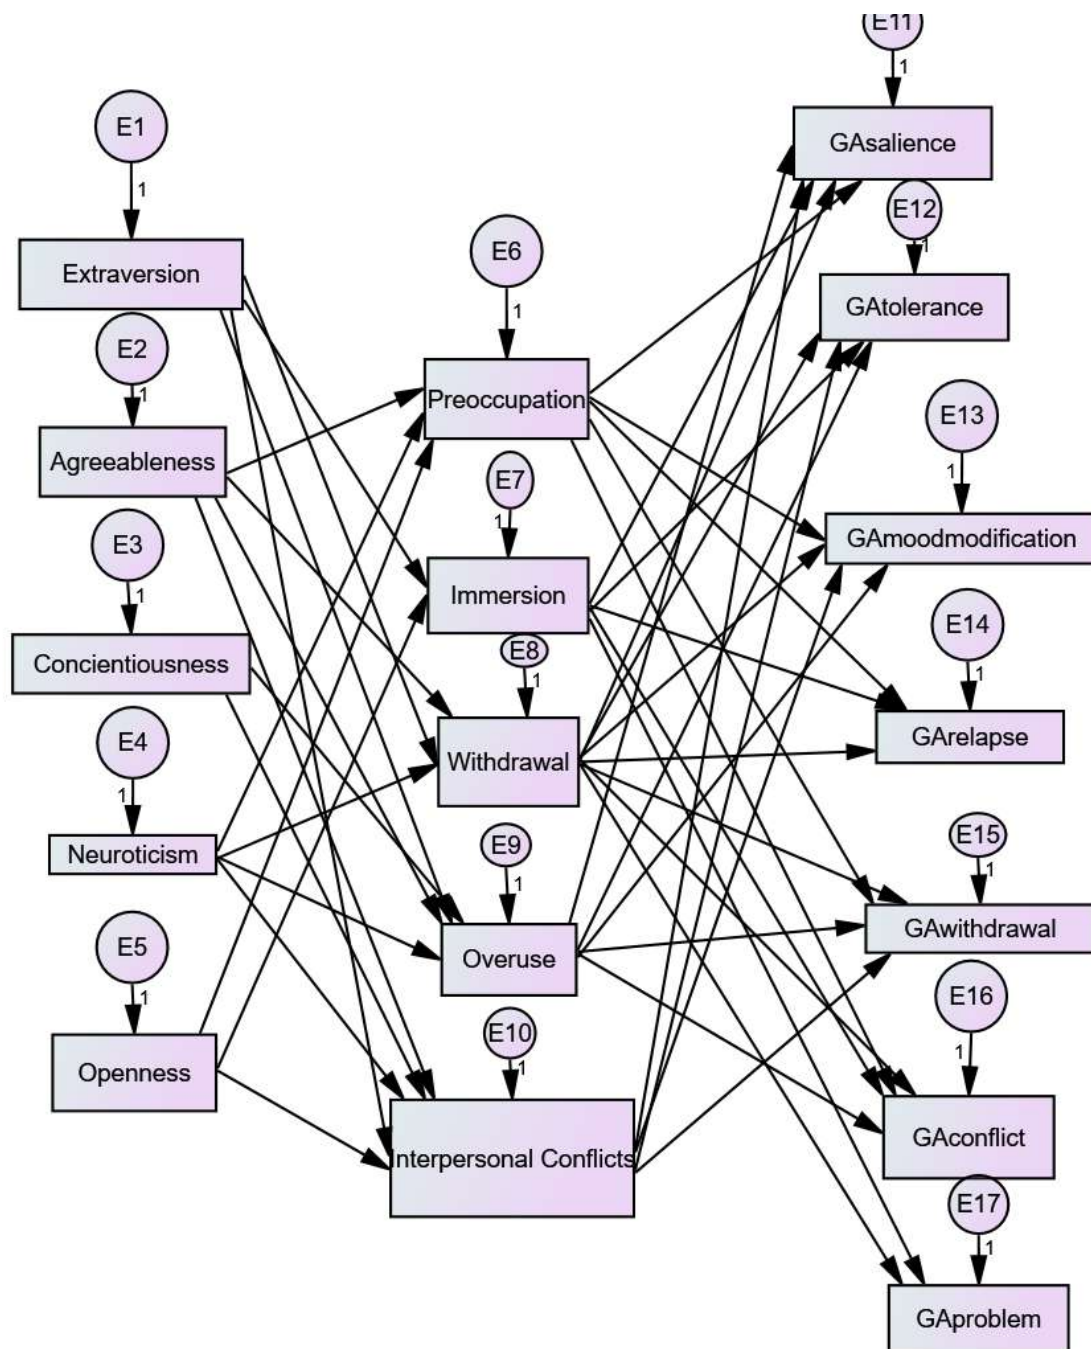 E1
1
Extraversion
E2
1
Agreeableness
E3
1
Concientiousness
E4
1
Neuroticism
E5
1
Openness
E6
1
Preoccupation
E7
1
Immersion
E8
1
Withdrawal
E9
1
Overuse
E10
1
Interpersonal Conflicts
E11
1
GAsalience
E12
1
GAtolerance
E13
1
GAmoodmodification
E14
1
GArelapse
E15
1
GAwithdrawal
E16
1
GAconflict
E17
1
GAproblem